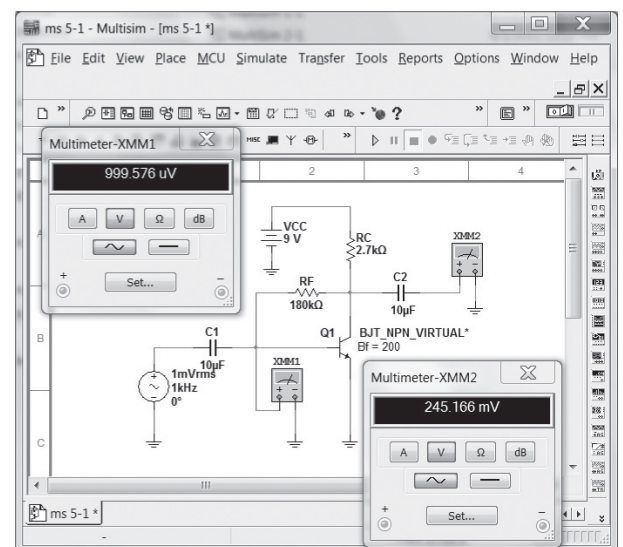 ms 5-1 - Multisim - [ms 5-1 *]
File Edit View Place MCU Simulate Transfer Tools Reports Options Window Help
MISC
Multimeter-XMM1
999.576 uV
A V Ω dB
Set...
+ -
2 3 4
A
B
C
VCC
9 V
RC
2.7kΩ
XMM2
RF
180kΩ
C2
10µF
Q1
BJT_NPN_VIRTUAL*
Bf = 200
C1
10µF
XMM1
1mVrms
1kHz
0°
Multimeter-XMM2
245.166 mV
A V Ω dB
Set...
+ -
ms 5-1 *